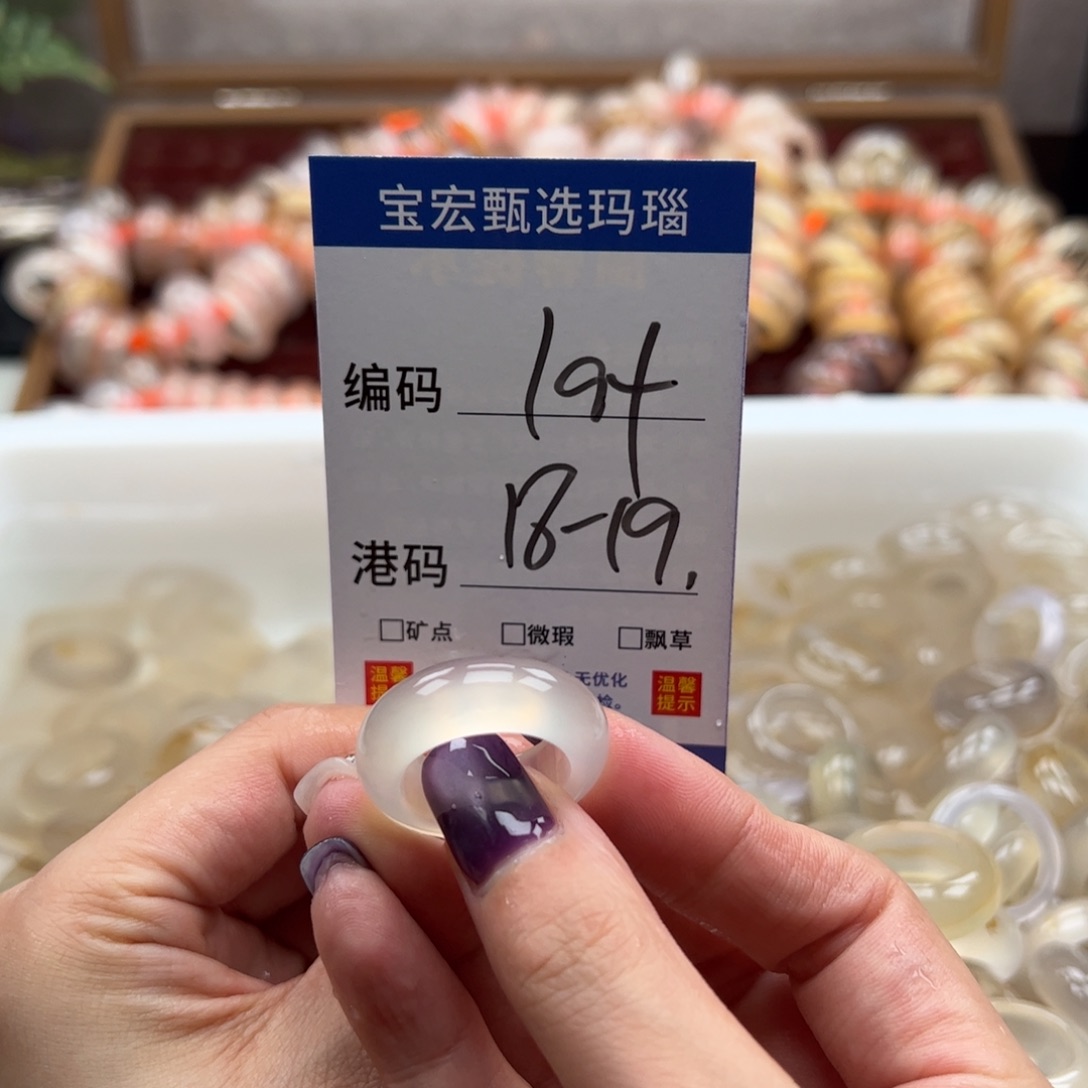 宝宏甄选玛瑙
编码 194
港码 18-19.
□矿点 □微瑕 □飘草
温馨 无优化 温馨
提 检。 提示